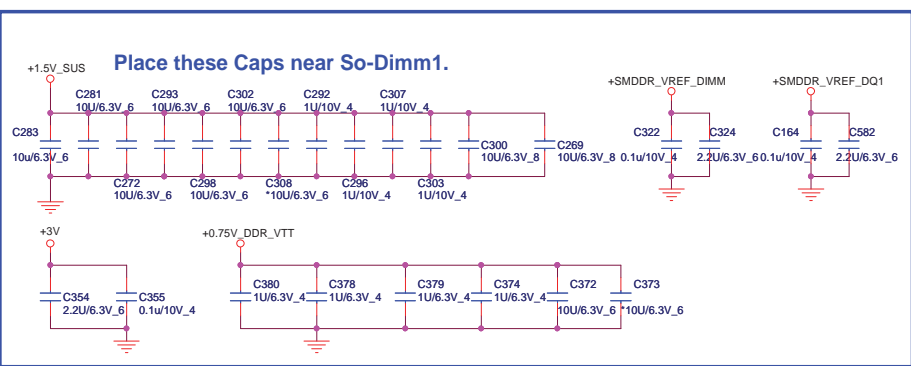 Place these Caps near So-Dimm1.
+1.5V_SUS
+SMDDR_VREF_DIMM
+SMDDR_VREF_DQ1
C281
10U/6.3V_6
C293
10U/6.3V_6
C302
10U/6.3V_6
C292
1U/10V_4
C307
1U/10V_4
C283
10u/6.3V_6
C300
10U/6.3V_8
C269
10U/6.3V_8
C322
0.1u/10V_4
C324
2.2U/6.3V_6
C164
0.1u/10V_4
C582
2.2U/6.3V_6
C272
10U/6.3V_6
C298
10U/6.3V_6
C308
*10U/6.3V_6
C296
1U/10V_4
C303
1U/10V_4
+3V
+0.75V_DDR_VTT
C354
2.2U/6.3V_6
C355
0.1u/10V_4
C380
1U/6.3V_4
C378
1U/6.3V_4
C379
1U/6.3V_4
C374
1U/6.3V_4
C372
10U/6.3V_6
C373
*10U/6.3V_6